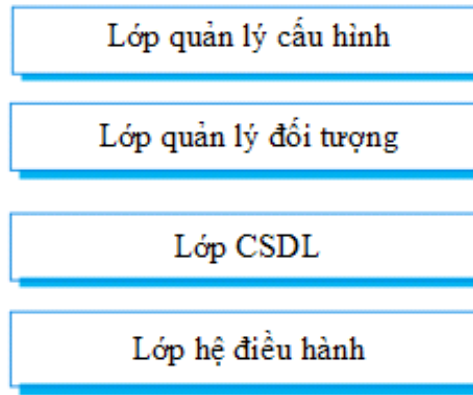 Lớp quản lý cấu hình
Lớp quản lý đối tượng
Lớp CSDL
Lớp hệ điều hành